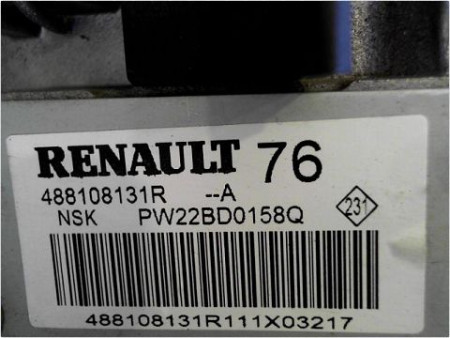 RENAULT 76
488108131R --A
NSK PW22BD0158Q 231
488108131R111X03217